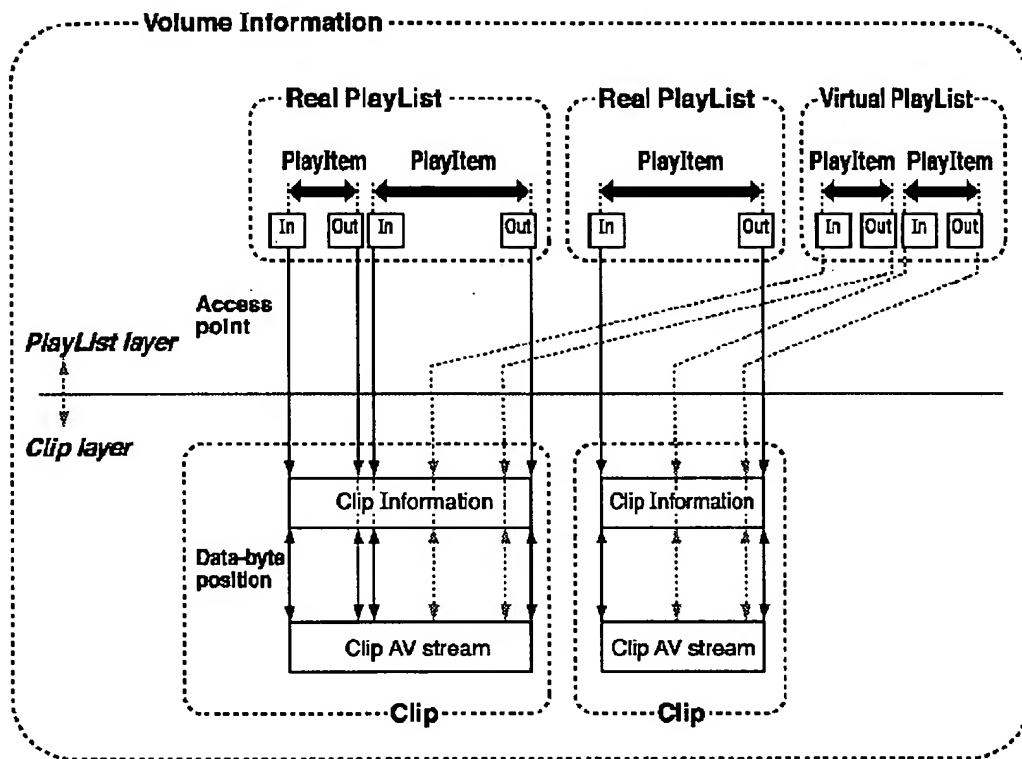 Volume Information
Real PlayList
Real PlayList
Virtual PlayList
PlayItem
PlayItem
PlayItem
PlayItem
PlayItem
In
Out
In
Out
In
Out
In
Out
In
Out
Access
point
PlayList layer
Clip layer
Clip Information
Clip Information
Data-byte
position
Clip AV stream
Clip AV stream
Clip
Clip